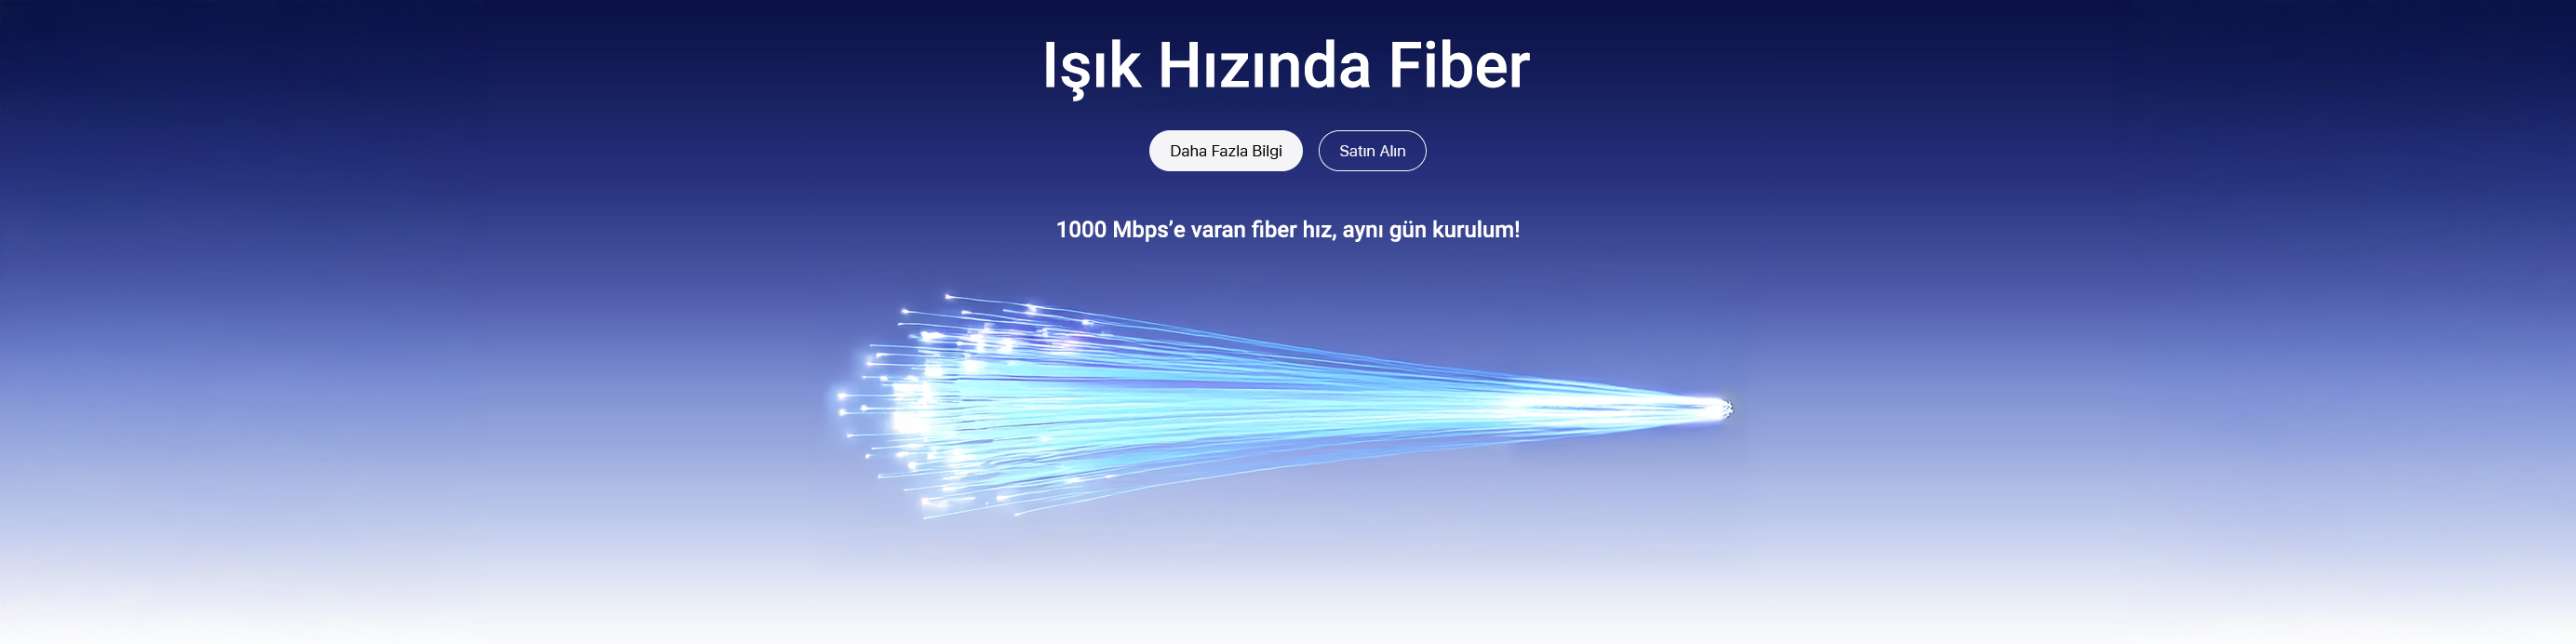 Işık Hızında Fiber
Daha Fazla Bilgi
Satın Alın
1000 Mbps’e varan fiber hız, aynı gün kurulum!